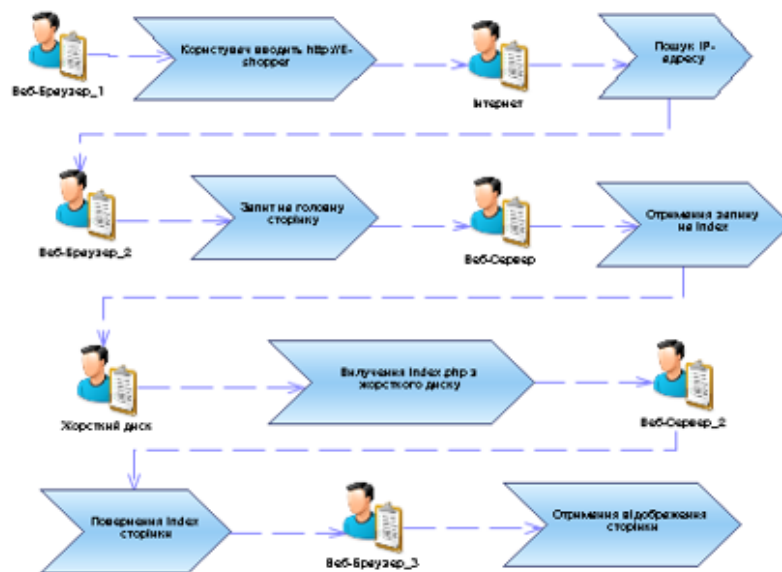 Користувач вводить http://E-
shopper
Пошук IP-
адресу
Веб-Браузер_1
Інтернет
Запит на головну
сторінку
Отримання запиту
на Index
Веб-Браузер_2
Веб-Сервер
Вилучення Index.php з
жорсткого диску
Жорсткий диск
Веб-Сервер_2
Повернення Index
сторінки
Отримання відображення
сторінки
Веб-Браузер_3